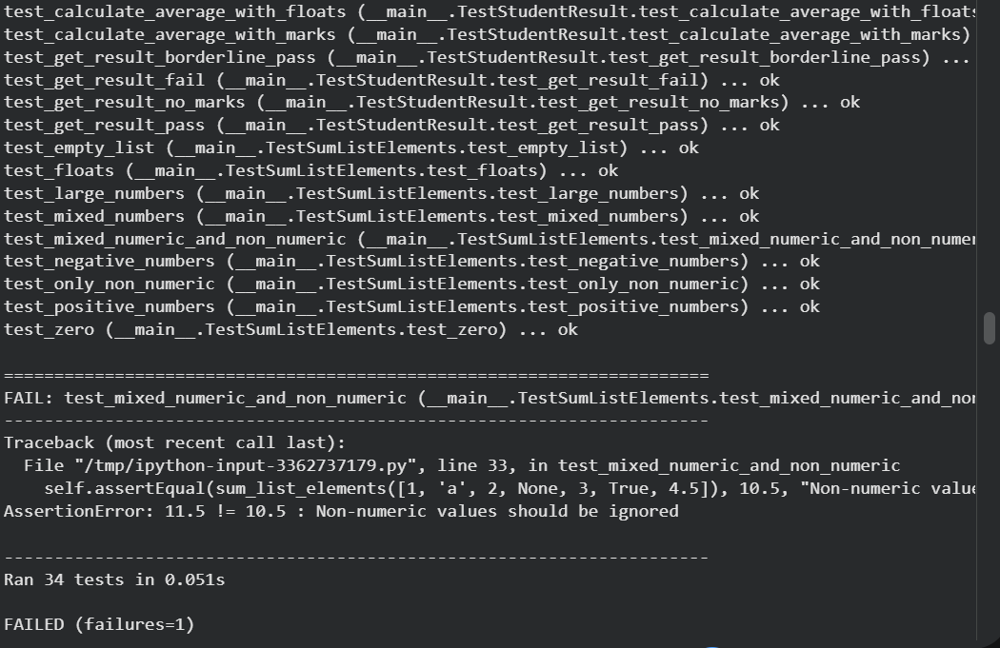 test_calculate_average_with_floats (__main__.TestStudentResult.test_calculate_average_with_floats
test_calculate_average_with_marks (__main__.TestStudentResult.test_calculate_average_with_marks)
test_get_result_borderline_pass (__main__.TestStudentResult.test_get_result_borderline_pass) ...
test_get_result_fail (__main__.TestStudentResult.test_get_result_fail) ... ok
test_get_result_no_marks (__main__.TestStudentResult.test_get_result_no_marks) ... ok
test_get_result_pass (__main__.TestStudentResult.test_get_result_pass) ... ok
test_empty_list (__main__.TestSumListElements.test_empty_list) ... ok
test_floats (__main__.TestSumListElements.test_floats) ... ok
test_large_numbers (__main__.TestSumListElements.test_large_numbers) ... ok
test_mixed_numbers (__main__.TestSumListElements.test_mixed_numbers) ... ok
test_mixed_numeric_and_non_numeric (__main__.TestSumListElements.test_mixed_numeric_and_non_numer
test_negative_numbers (__main__.TestSumListElements.test_negative_numbers) ... ok
test_only_non_numeric (__main__.TestSumListElements.test_only_non_numeric) ... ok
test_positive_numbers (__main__.TestSumListElements.test_positive_numbers) ... ok
test_zero (__main__.TestSumListElements.test_zero) ... ok
======================================================================
FAIL: test_mixed_numeric_and_non_numeric (__main__.TestSumListElements.test_mixed_numeric_and_non
----------------------------------------------------------------------
Traceback (most recent call last):
  File "/tmp/ipython-input-3362737179.py", line 33, in test_mixed_numeric_and_non_numeric
    self.assertEqual(sum_list_elements([1, 'a', 2, None, 3, True, 4.5]), 10.5, "Non-numeric value
AssertionError: 11.5 != 10.5 : Non-numeric values should be ignored
----------------------------------------------------------------------
Ran 34 tests in 0.051s
FAILED (failures=1)